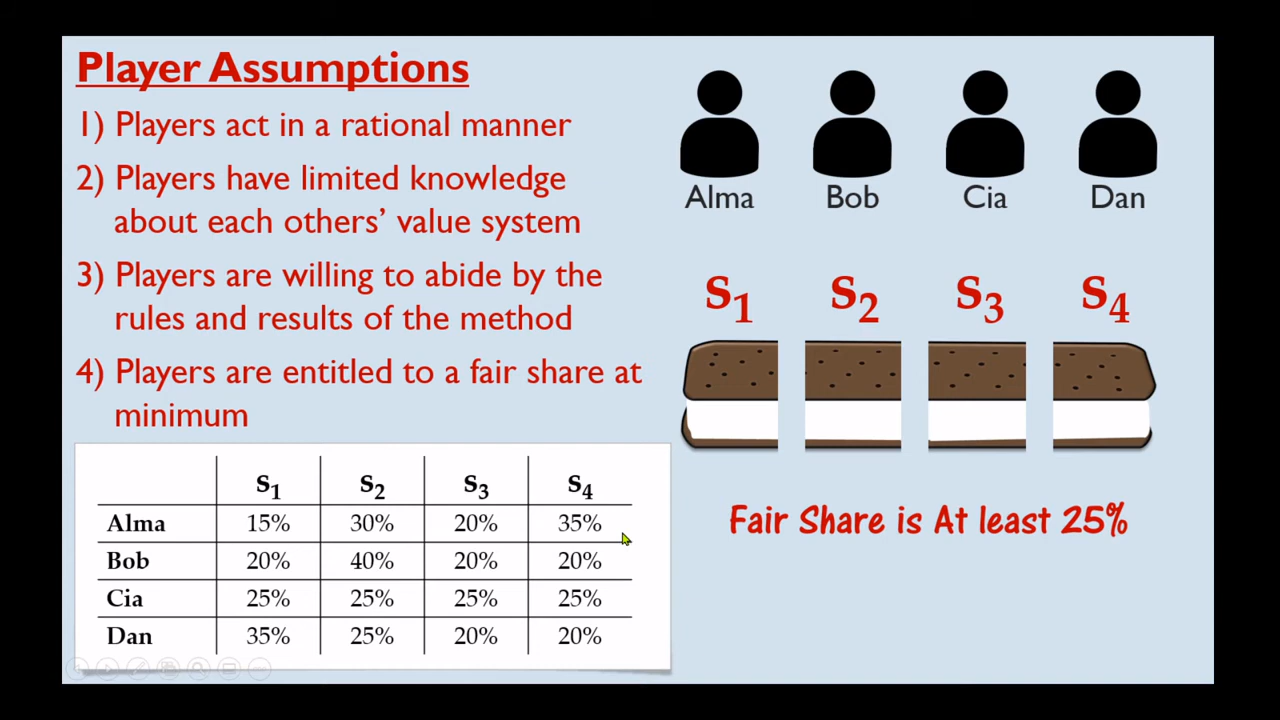 Player Assumptions
1) Players act in a rational manner
2) Players have limited knowledge
about each others' value system
3) Players are willing to abide by the
rules and results of the method
4) Players are entitled to a fair share at
minimum
Alma Bob Cia Dan
s1 s2 s3 s4
Fair Share is At least 25%
s1 s2 s3 s4
Alma 15% 30% 20% 35%
Bob 20% 40% 20% 20%
Cia 25% 25% 25% 25%
Dan 35% 25% 20% 20%